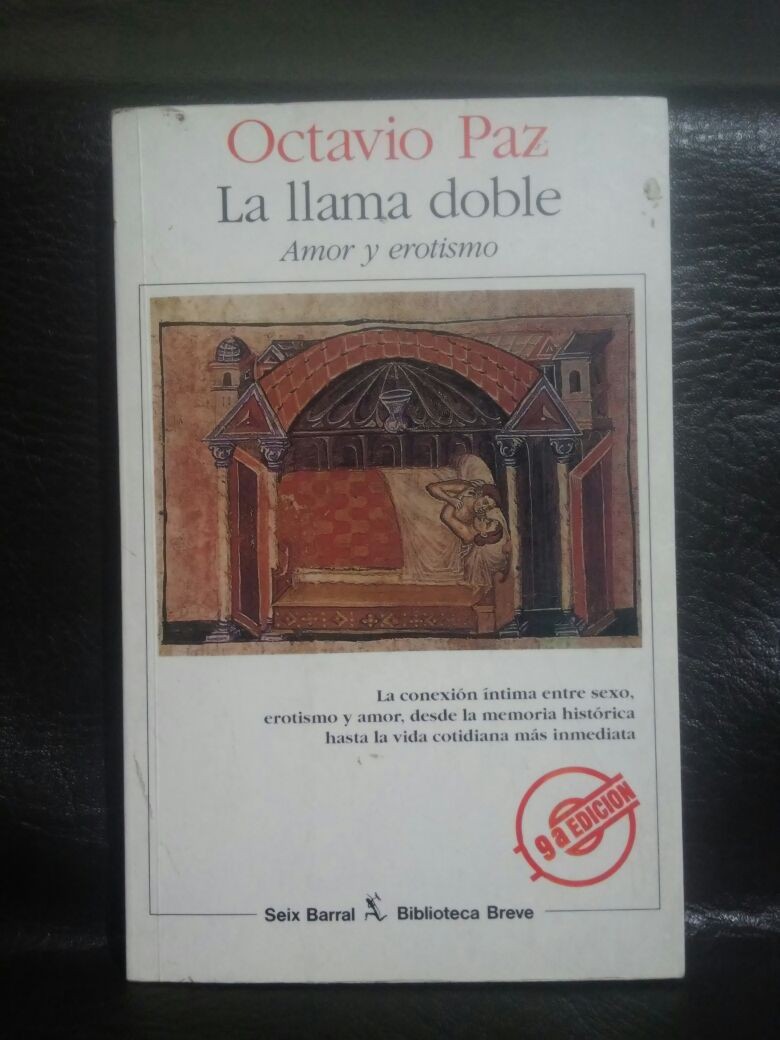 Octavio Paz
La llama doble
Amor y erotismo
La conexión íntima entre sexo,
erotismo y amor, desde la memoria histórica
hasta la vida cotidiana más inmediata
9a EDICION
Seix Barral Biblioteca Breve